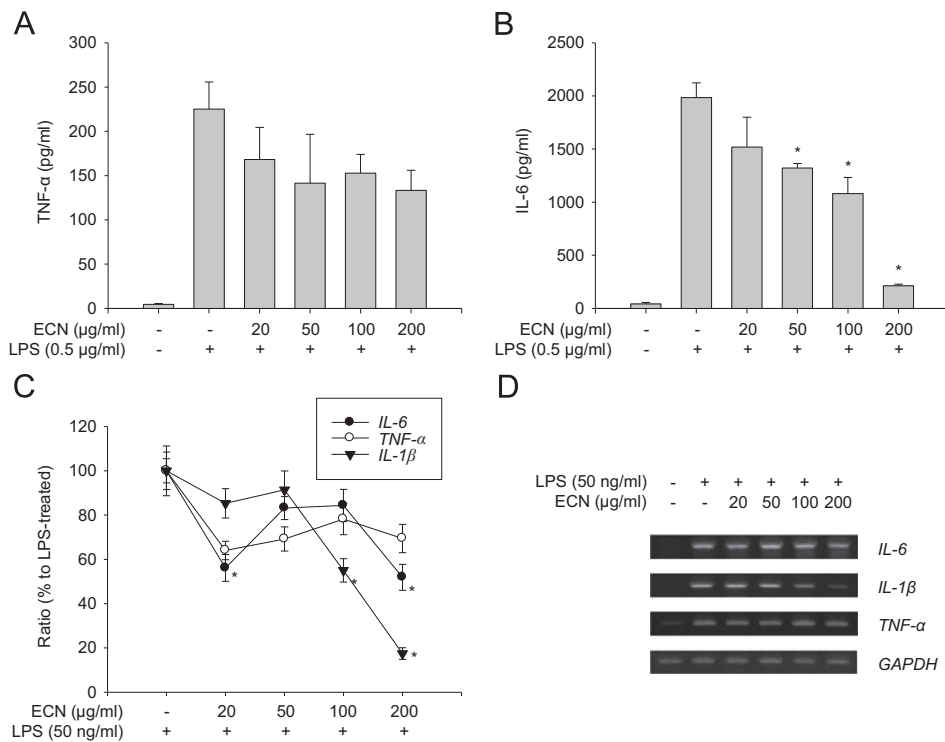 A
300
250
200
150
100
50
0
TNF-α (pg/ml)
ECN (μg/ml) - - 20 50 100 200
LPS (0.5 μg/ml) - + + + + +
B
2500
2000
1500
1000
500
0
IL-6 (pg/ml)
* * *
ECN (μg/ml) - - 20 50 100 200
LPS (0.5 μg/ml) - + + + + +
C
120
100
80
60
40
20
0
Ratio (% to LPS-treated)
IL-6
TNF-α
IL-1β
* * * *
ECN (μg/ml) - 20 50 100 200
LPS (50 ng/ml) + + + + +
D
LPS (50 ng/ml) - + + + + +
ECN (μg/ml) - - 20 50 100 200
IL-6
IL-1β
TNF-α
GAPDH